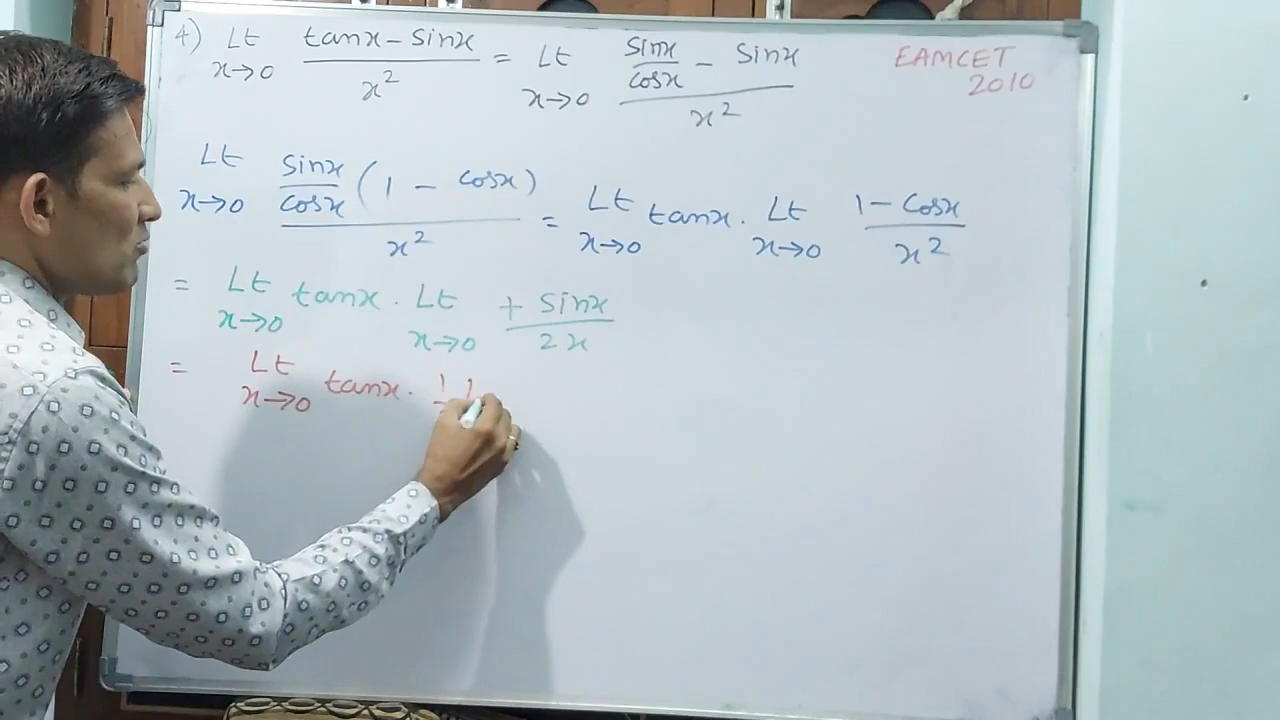 4) Lt x→0 (tanx - sinx)/x² = Lt x→0 (sinx/cosx - sinx)/x² EAMCET 2010
Lt x→0 (sinx/cosx (1 - cosx))/x² = Lt x→0 tanx . Lt x→0 (1 - cosx)/x²
= Lt x→0 tanx . Lt x→0 (+ sinx)/2x
= Lt x→0 tanx .